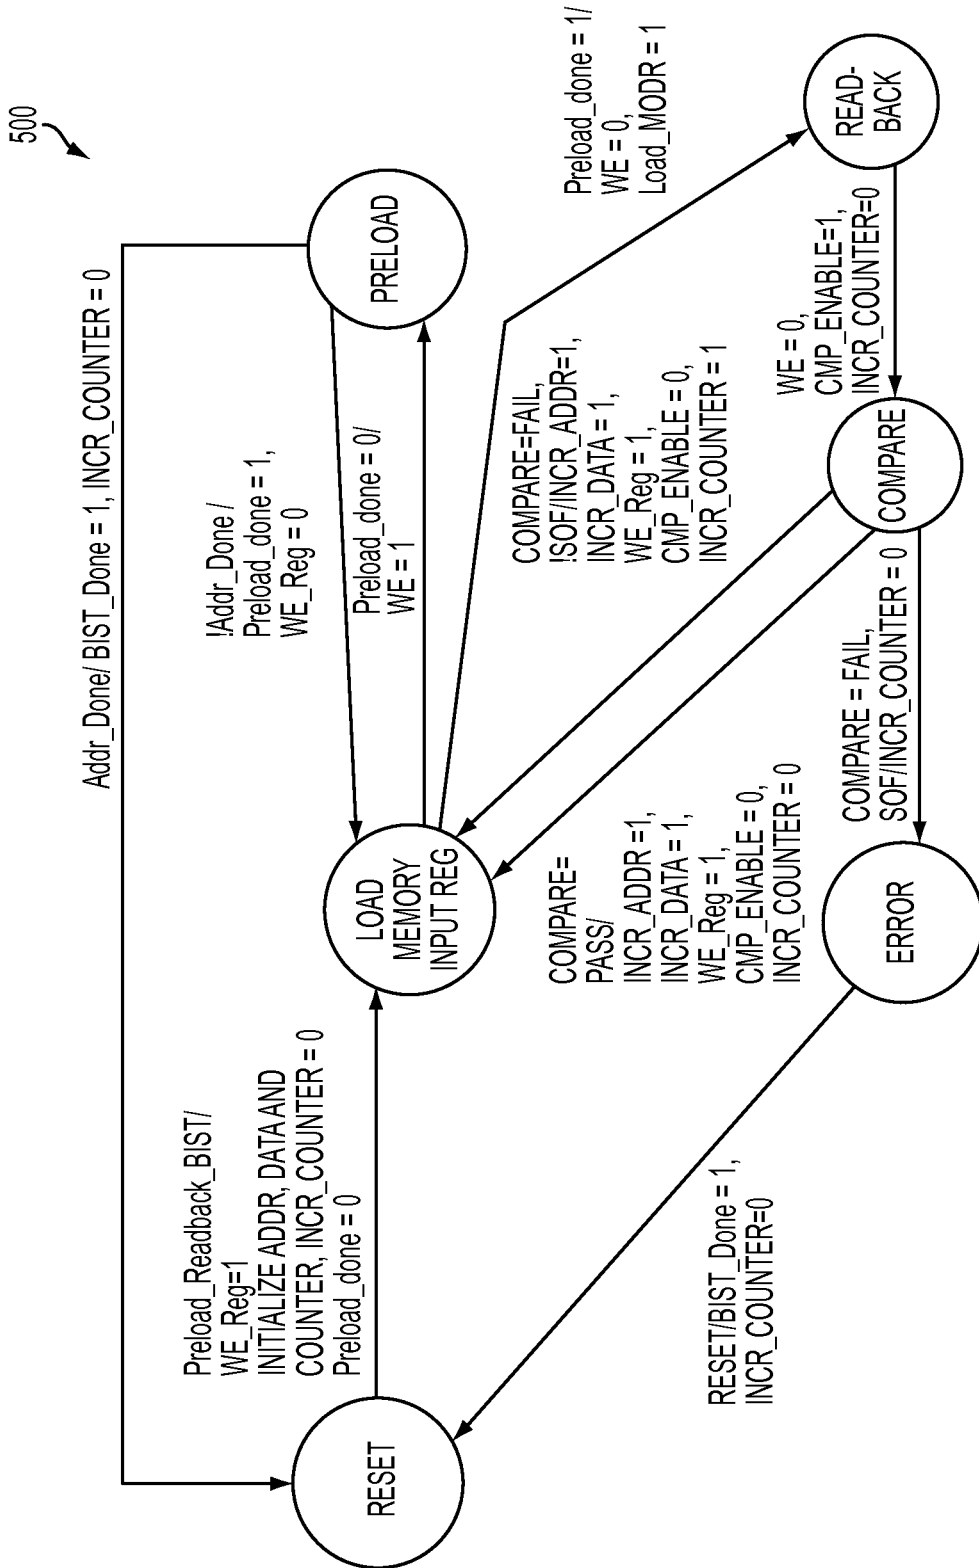 500
Addr_Done/ BIST_Done = 1, INCR_COUNTER = 0
Preload_Readback_BIST/
WE_Reg=1
INITIALIZE ADDR, DATA AND
COUNTER, INCR_COUNTER = 0
Preload_done = 0
!Addr_Done /
Preload_done = 1,
WE_Reg = 0
Preload_done = 0/
WE = 1
RESET
LOAD
MEMORY
INPUT REG
PRELOAD
Preload_done = 1/
WE = 0,
Load_MODR = 1
COMPARE=FAIL,
!SOF/INCR_ADDR=1,
INCR_DATA = 1,
WE_Reg = 1,
CMP_ENABLE = 0,
INCR_COUNTER = 1
COMPARE=
PASS/
INCR_ADDR =1,
INCR_DATA =1,
WE_Reg = 1,
CMP_ENABLE = 0,
INCR_COUNTER = 0
READ-
BACK
WE = 0,
CMP_ENABLE=1,
INCR_COUNTER=0
RESET/BIST_Done = 1,
INCR_COUNTER=0
COMPARE = FAIL,
SOF/INCR_COUNTER = 0
ERROR
COMPARE